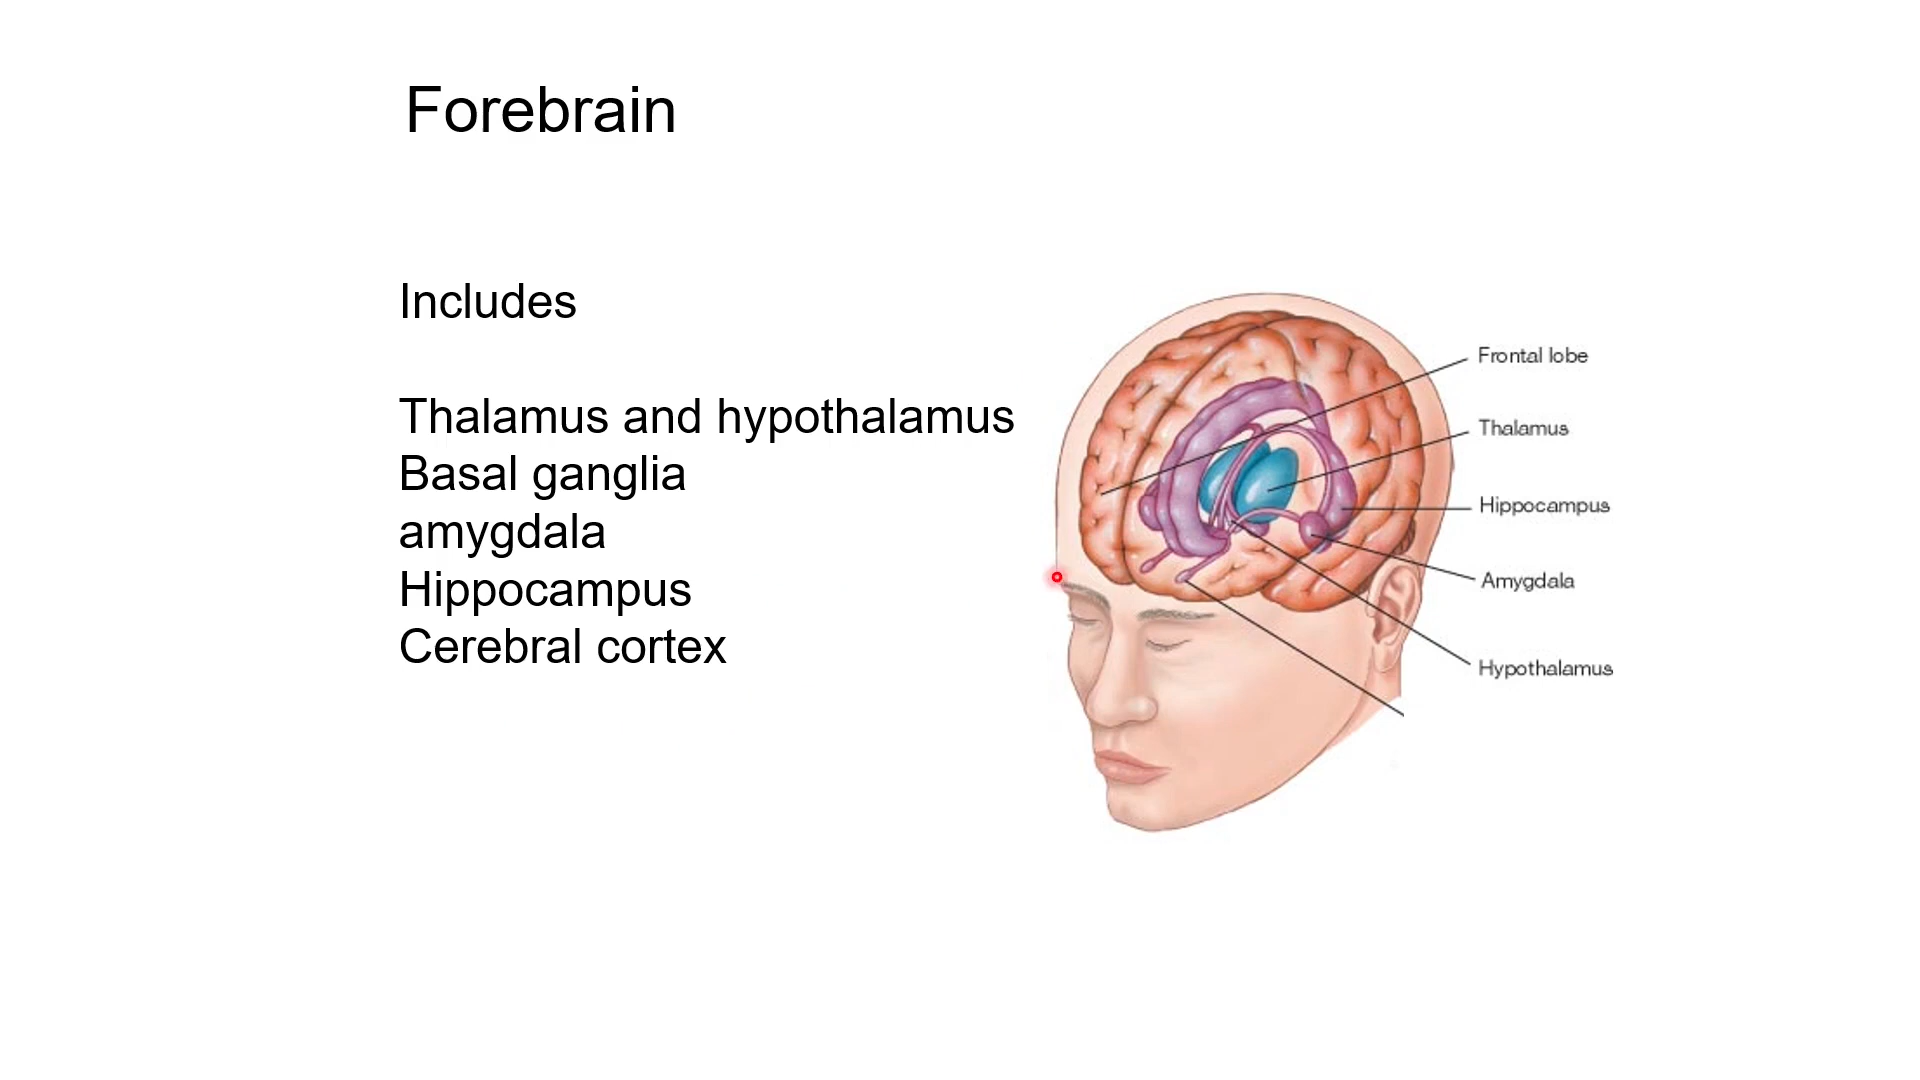 Forebrain
Includes
Thalamus and hypothalamus
Basal ganglia
amygdala
Hippocampus
Cerebral cortex
Frontal lobe
Thalamus
Hippocampus
Amygdala
Hypothalamus